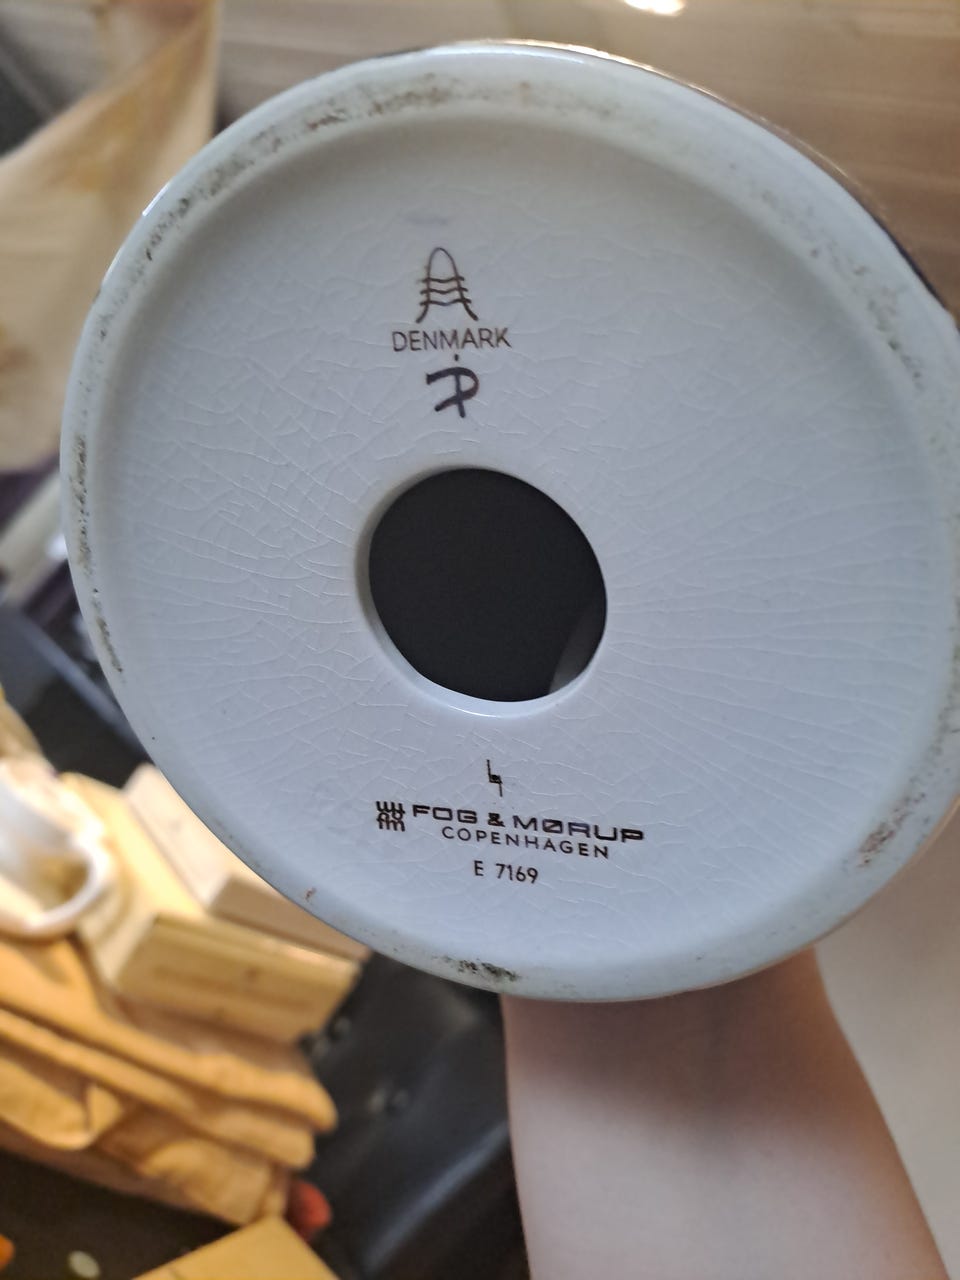 DENMARK
FOG & MØRUP
COPENHAGEN
E 7169